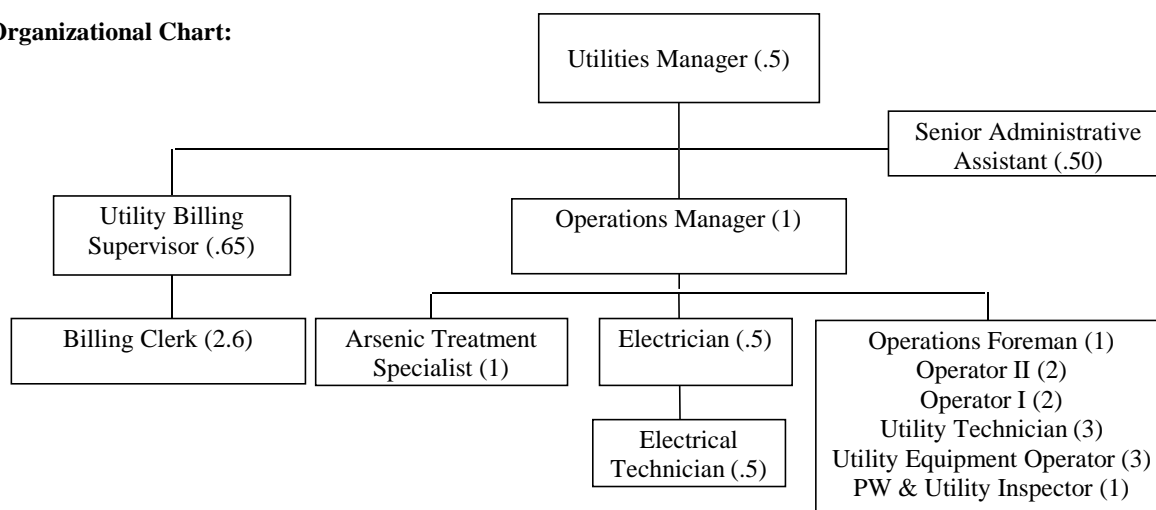 Organizational Chart:
Utilities Manager (.5)
Senior Administrative
Assistant (.50)
Utility Billing
Supervisor (.65)
Operations Manager (1)
Billing Clerk (2.6)
Arsenic Treatment
Specialist (1)
Electrician (.5)
Electrical
Technician (.5)
Operations Foreman (1)
Operator II (2)
Operator I (2)
Utility Technician (3)
Utility Equipment Operator (3)
PW & Utility Inspector (1)